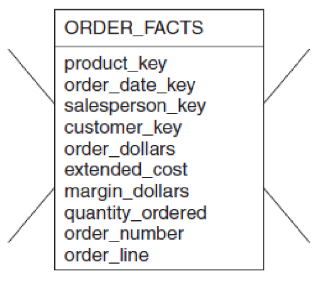 ORDER_FACTS
product_key
order_date_key
salesperson_key
customer_key
order_dollars
extended_cost
margin_dollars
quantity_ordered
order_number
order_line